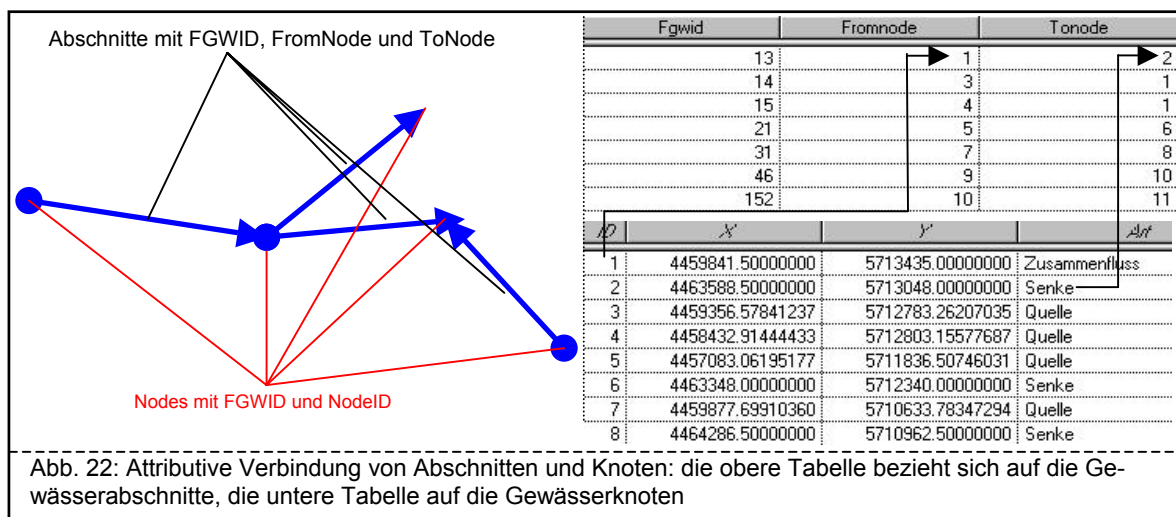 Abschnitte mit FGWID, FromNode und ToNode
Nodes mit FGWID und NodeID
Fgwid Fromnode Tonode
13 1 2
14 3 1
15 4 1
21 5 6
31 7 8
46 9 10
152 10 11
ID X Y Art
1 4459841.50000000 5713435.00000000 Zusammenfluss
2 4463588.50000000 5713048.00000000 Senke
3 4459356.57841237 5712783.26207035 Quelle
4 4458432.91444433 5712803.15577687 Quelle
5 4457083.06195177 5711836.50746031 Quelle
6 4463348.00000000 5712340.00000000 Senke
7 4459877.69910360 5710633.78347294 Quelle
8 4464286.50000000 5710962.50000000 Senke
Abb. 22: Attributive Verbindung von Abschnitten und Knoten: die obere Tabelle bezieht sich auf die Ge-
wässerabschnitte, die untere Tabelle auf die Gewässerknoten